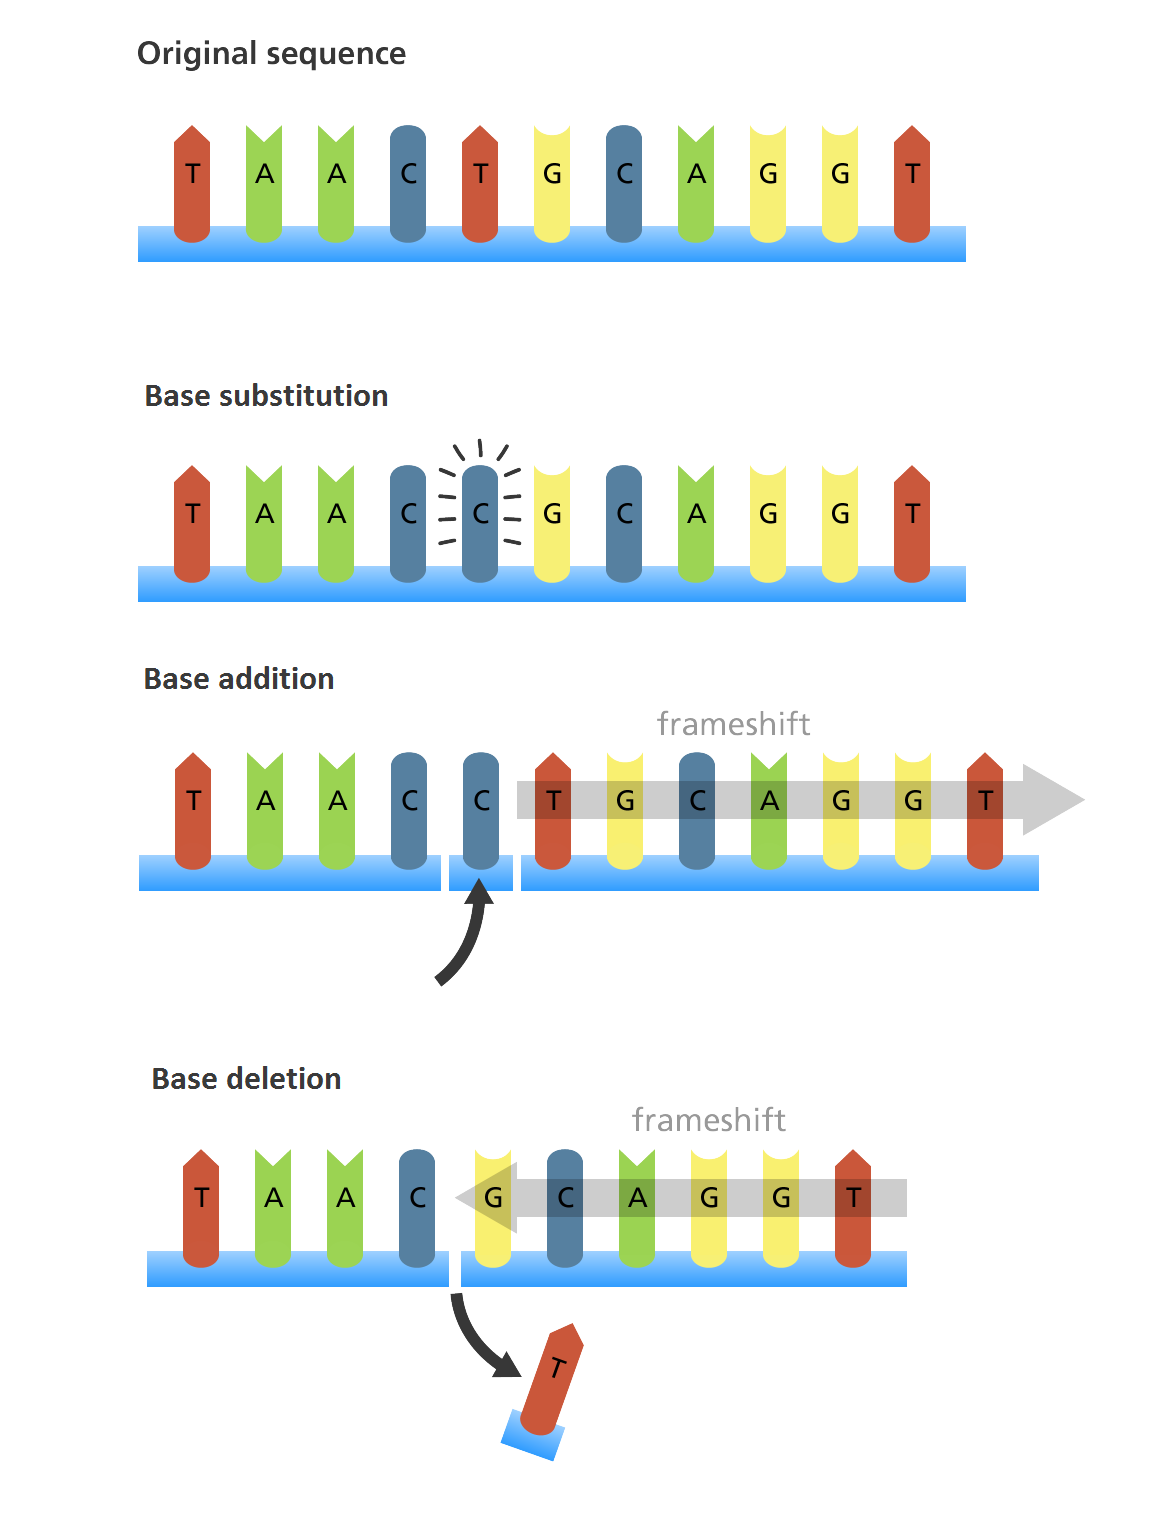 Original sequence
T A A C T G C A G G T
Base substitution
T A A C C G C A G G T
Base addition
frameshift
T A A C C T G C A G G T
Base deletion
frameshift
T A A C G C A G G T
T